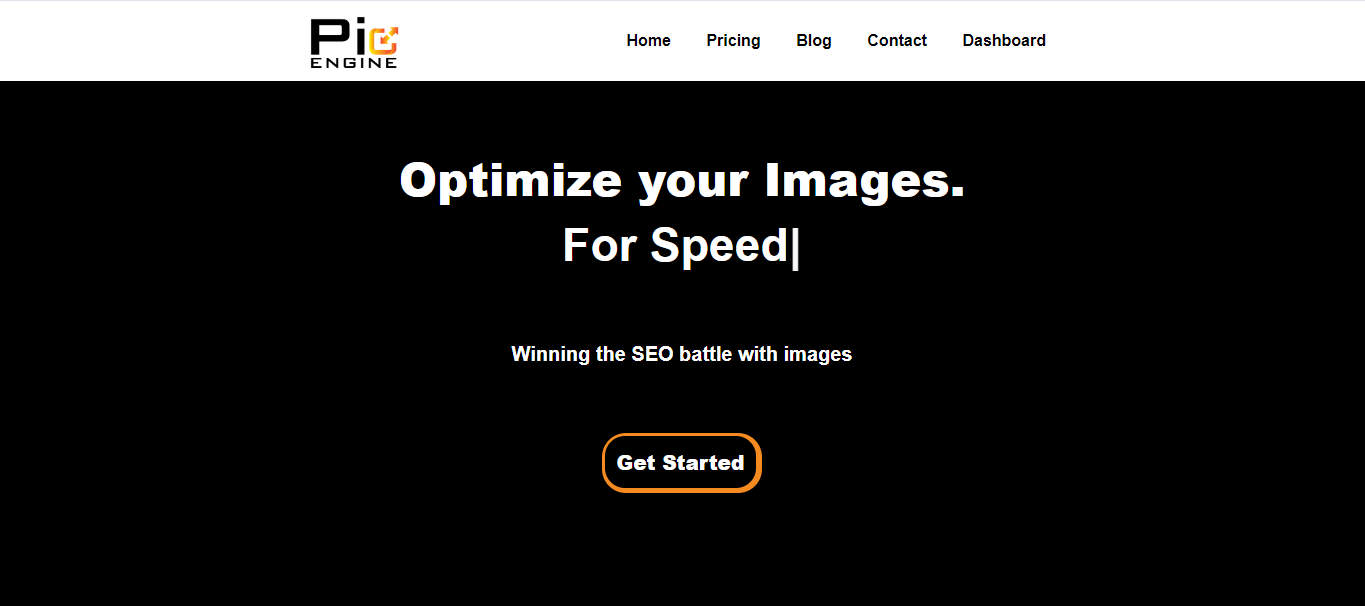 Pic
ENGINE
Home Pricing Blog Contact Dashboard
Optimize your Images.
For Speed|
Winning the SEO battle with images
Get Started